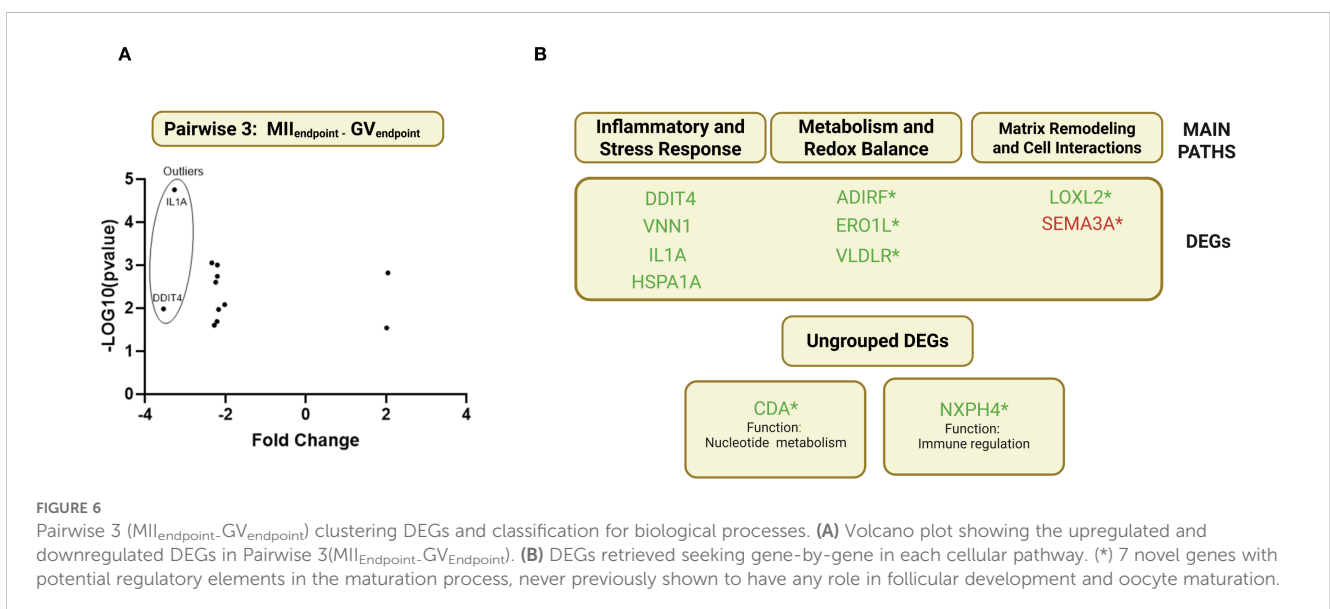 A
B
Pairwise 3: MIIendpoint - GVendpoint
Outliers
IL1A
DDIT4
5
4
3
2
1
0
-LOG10(pvalue)
-4
-2
0
2
4
Fold Change
Inflammatory and
Stress Response
Metabolism and
Redox Balance
Matrix Remodeling
and Cell Interactions
MAIN
PATHS
DDIT4
VNN1
IL1A
HSPA1A
ADIRF*
ERO1L*
VLDLR*
LOXL2*
SEMA3A*
DEGs
Ungrouped DEGs
CDA*
Function:
Nucleotide metabolism
NXPH4*
Function:
Immune regulation
FIGURE 6
Pairwise 3 (MIIendpoint-GVendpoint) clustering DEGs and classification for biological processes. (A) Volcano plot showing the upregulated and
downregulated DEGs in Pairwise 3(MIIEndpoint-GVEndpoint). (B) DEGs retrieved seeking gene-by-gene in each cellular pathway. (*) 7 novel genes with
potential regulatory elements in the maturation process, never previously shown to have any role in follicular development and oocyte maturation.